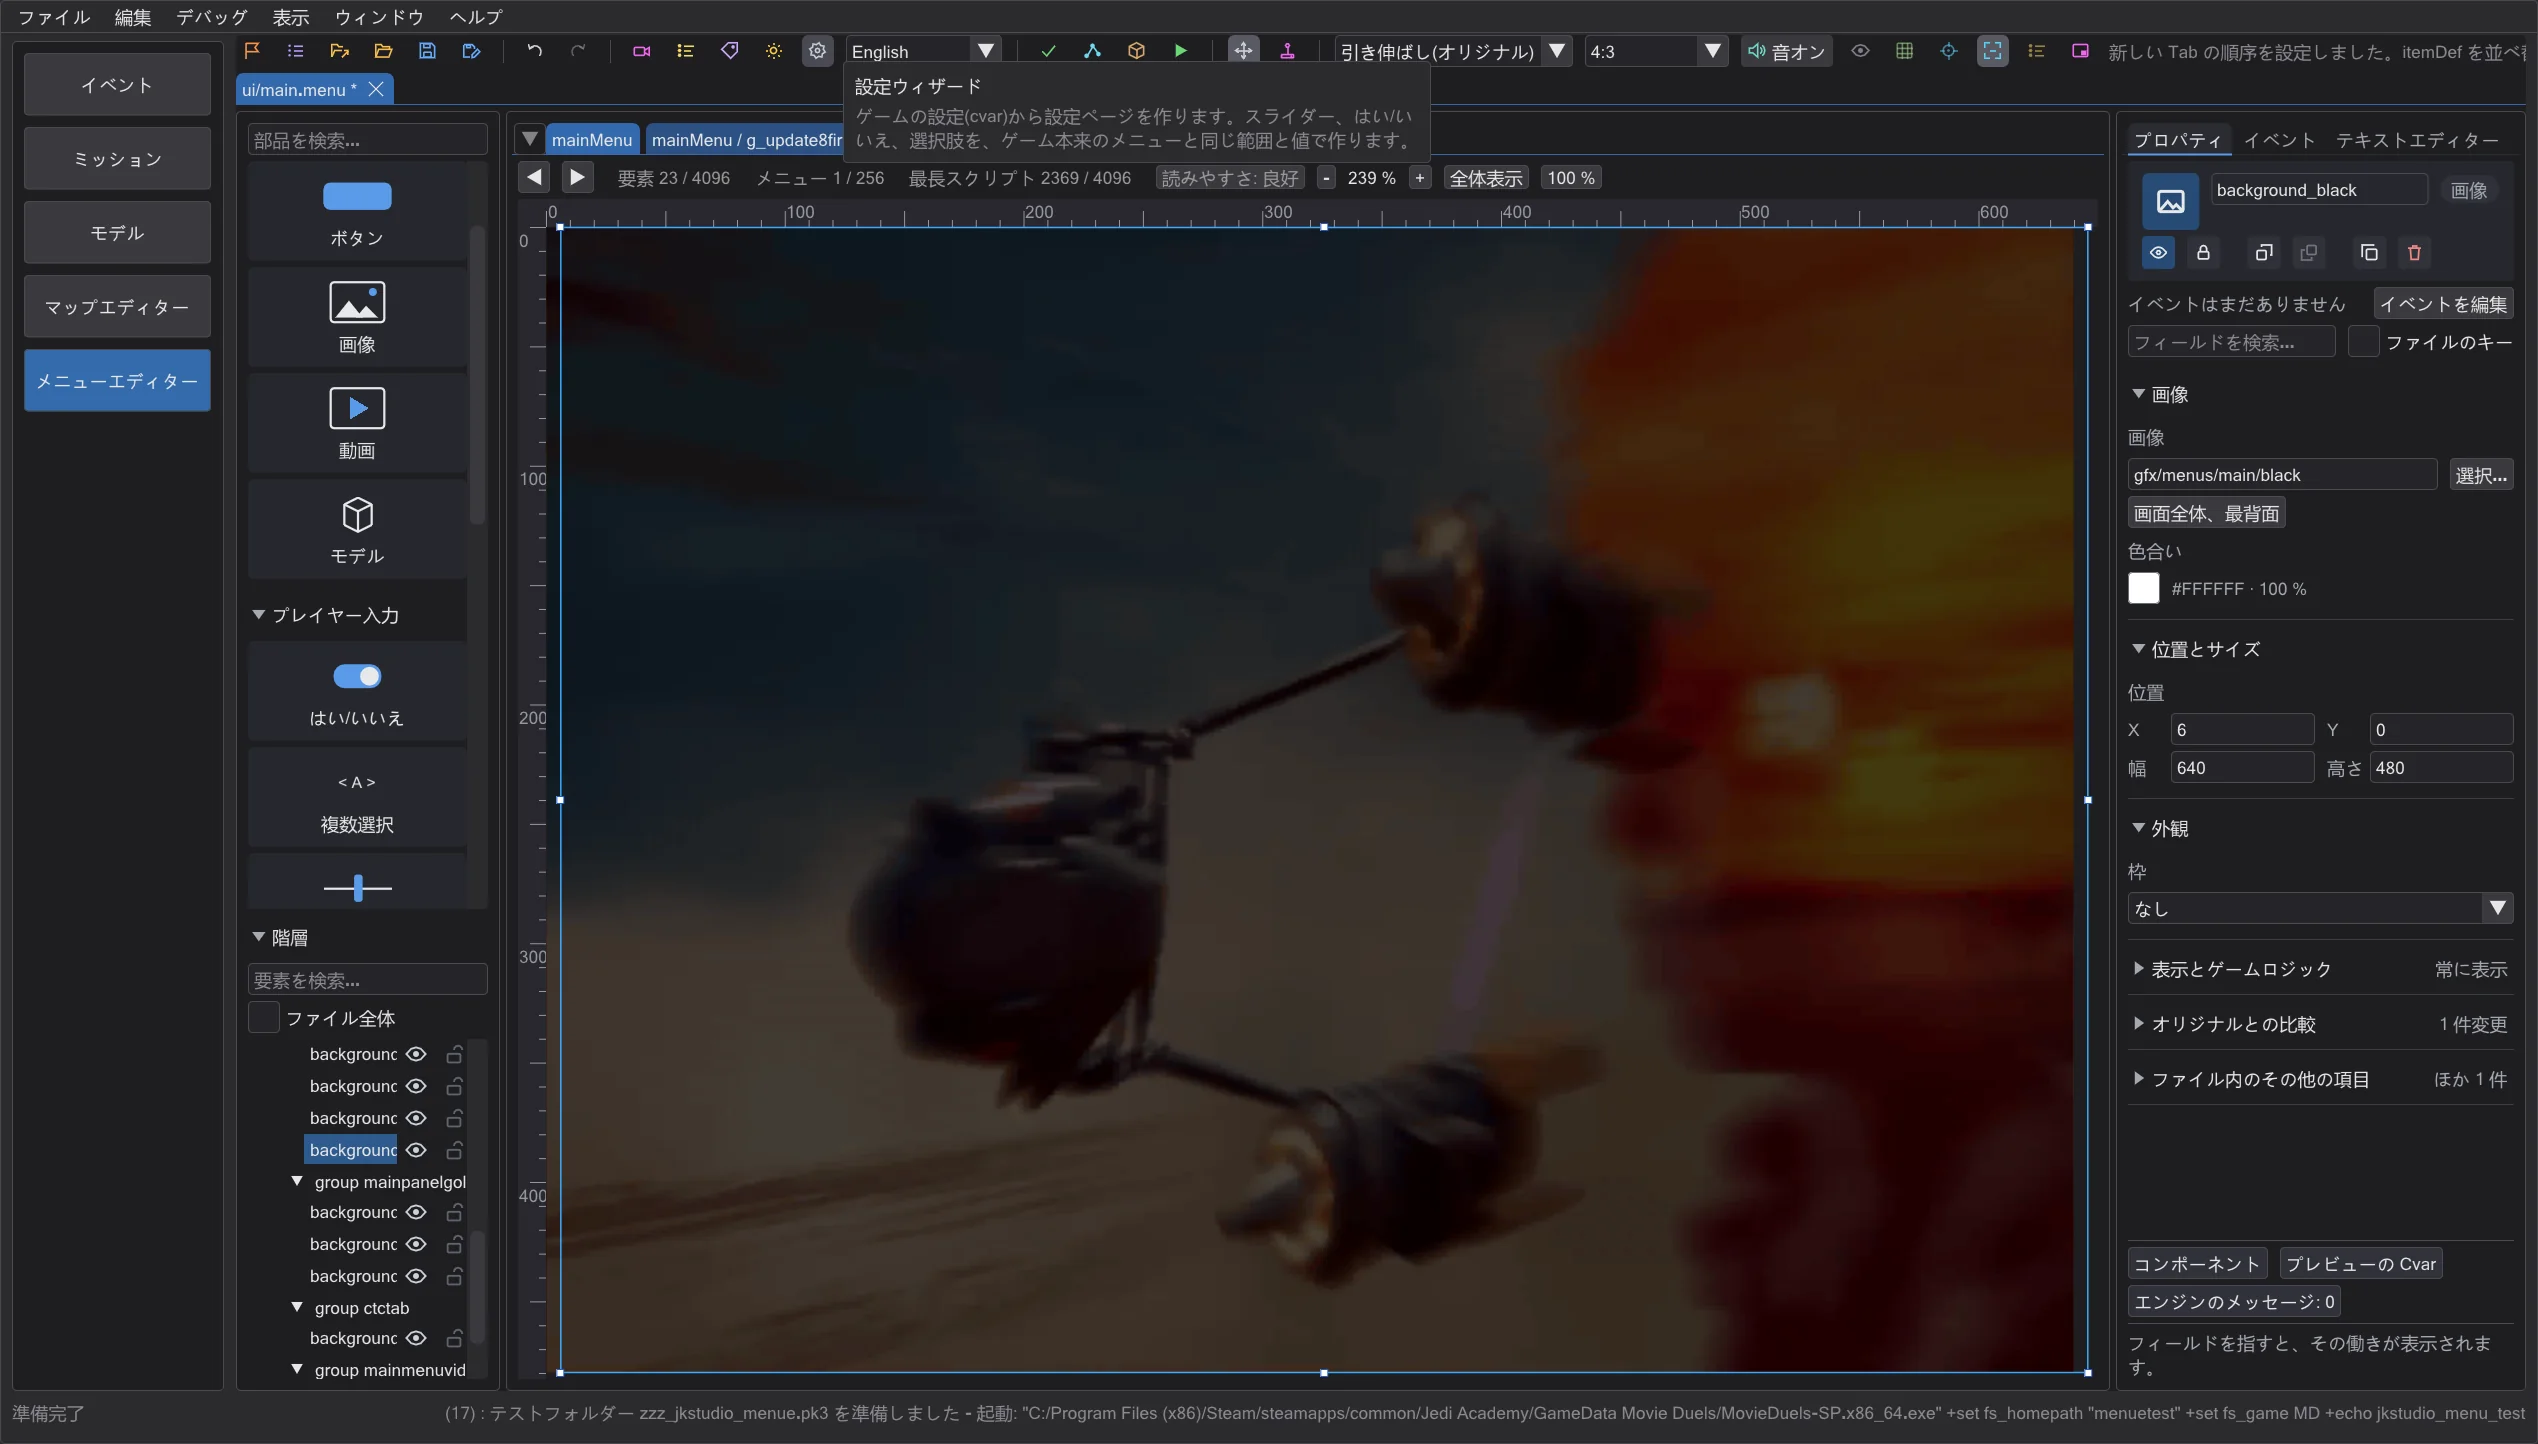 ファイル 編集 デバッグ 表示 ウィンドウ ヘルプ
イベント
ミッション
モデル
マップエディター
メニューエディター
English
引き伸ばし(オリジナル)
4:3
音オン
新しい Tab の順序を設定しました。itemDef を並べ
ui/main.menu *
設定ウィザード
ゲームの設定(cvar)から設定ページを作ります。スライダー、はい/い
いえ、選択肢を、ゲーム本来のメニューと同じ範囲と値で作ります。
部品を検索...
ボタン
画像
動画
モデル
プレイヤー入力
はい/いいえ
< A >
複数選択
階層
要素を検索...
ファイル全体
background
background
background
background
group mainpanelgol
background
background
background
group ctctab
background
group mainmenuvid
mainMenu
mainMenu / g_update8fir
要素 23 / 4096
メニュー 1 / 256
最長スクリプト 2369 / 4096
読みやすさ: 良好
-
239 %
+
全体表示
100 %
0 100 200 300 400 500 600
0
100
200
300
400
プロパティ イベント テキストエディター
background_black
画像
イベントはまだありません
イベントを編集
フィールドを検索...
ファイルのキー
画像
画像
gfx/menus/main/black
選択...
画面全体、最背面
色合い
#FFFFFF · 100 %
位置とサイズ
位置
X 6 Y 0
幅 640 高さ 480
外観
枠
なし
表示とゲームロジック 常に表示
オリジナルとの比較 1 件変更
ファイル内のその他の項目 ほか 1 件
コンポーネント
プレビューの Cvar
エンジンのメッセージ: 0
フィールドを指すと、その働きが表示されま
す。
準備完了
(17) : テストフォルダー zzz_jkstudio_menue.pk3 を準備しました - 起動: "C:/Program Files (x86)/Steam/steamapps/common/Jedi Academy/GameData Movie Duels/MovieDuels-SP.x86_64.exe" +set fs_homepath "menuetest" +set fs_game MD +echo jkstudio_menu_test